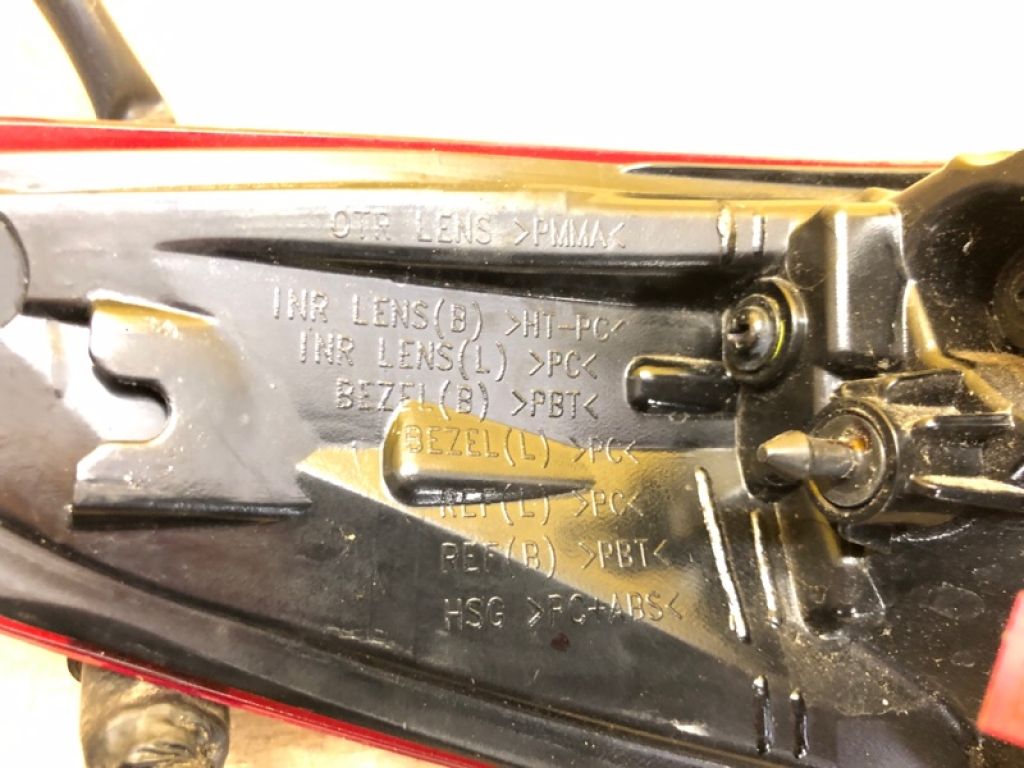 OTR LENS >PMMA<
INR LENS(B) >HT-PC<
INR LENS(L) >PC<
BEZEL(B) >PBT<
BEZEL(L) >PC<
REF(L) >PC<
REF(B) >PBT<
HSG >PC+ABS<